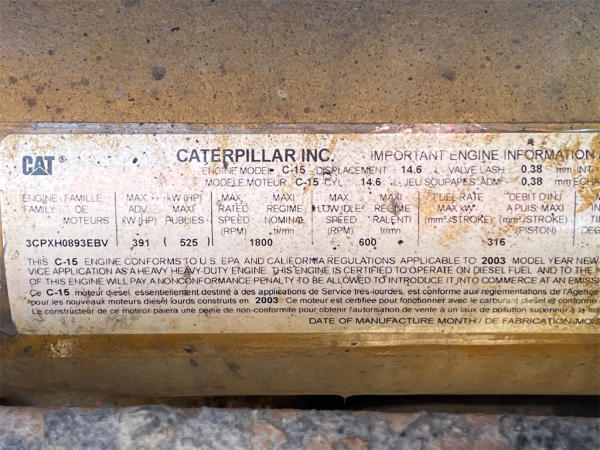 CAT®
CATERPILLAR INC. IMPORTANT ENGINE INFORMATION
ENGINE MODEL C-15 DISPLACEMENT 14.6 L VALVE LASH 0.38 mm INT
MODELE MOTEUR C-15 CYL 14.6 L JEU SOUPAPES ADM 0.38 mm ECHA
ENGINE FAMILLE MAX kW (HP) MAX MAX MAXI MAX MAXI FUEL RATE DEBIT D'INJ
FAMILY DE ADV. MAXI RATED REGIME LOW IDLE REGIME MAX kW A PUIS MAXI
MOTEURS kW (HP) PUBLIES SPEED NOMINAL SPEED RALENTI (mm³/STROKE) (mm³/STROKE)
(RPM) tr/min (RPM) tr/min (PISTON)
3CPXH0893EBV 391 ( 525 ) 1800 600 316
THIS C-15 ENGINE CONFORMS TO U.S. EPA AND CALIFORNIA REGULATIONS APPLICABLE TO 2003 MODEL YEAR NEW
VICE APPLICATION AS A HEAVY HEAVY-DUTY ENGINE THIS ENGINE IS CERTIFIED TO OPERATE ON DIESEL FUEL AND TO THE
OF THIS ENGINE WILL PAY A NONCONFORMANCE PENALTY TO BE ALLOWED TO INTRODUCE IT INTO COMMERCE AT AN EMISS
Ce C-15 moteur diesel essentiellement destiné à des applications de Service très-lourdes, est conforme aux réglementations de l'Agence
pour les nouveaux moteurs diesel lourds construits en 2003 Ce moteur est certifié pour fonctionner avec le carburant diesel et conform
Le constructeur de ce moteur paiera une peine de non-conformité pour obtenir l'autorisation de vente à un taux de pollution supérieur à la
DATE OF MANUFACTURE MONTH / DE FABRICATION-MOIS